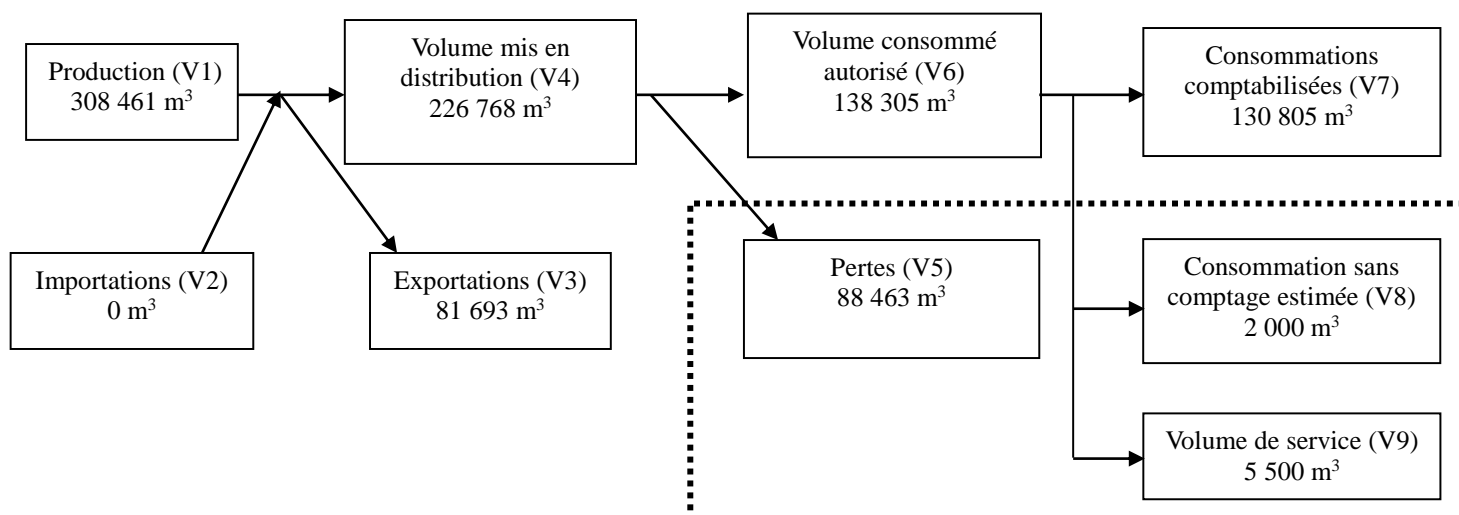 Production (V1)
308 461 m³
Volume mis en
distribution (V4)
226 768 m³
Volume consommé
autorisé (V6)
138 305 m³
Consommations
comptabilisées (V7)
130 805 m³
Importations (V2)
0 m³
Exportations (V3)
81 693 m³
Pertes (V5)
88 463 m³
Consommation sans
comptage estimée (V8)
2 000 m³
Volume de service (V9)
5 500 m³